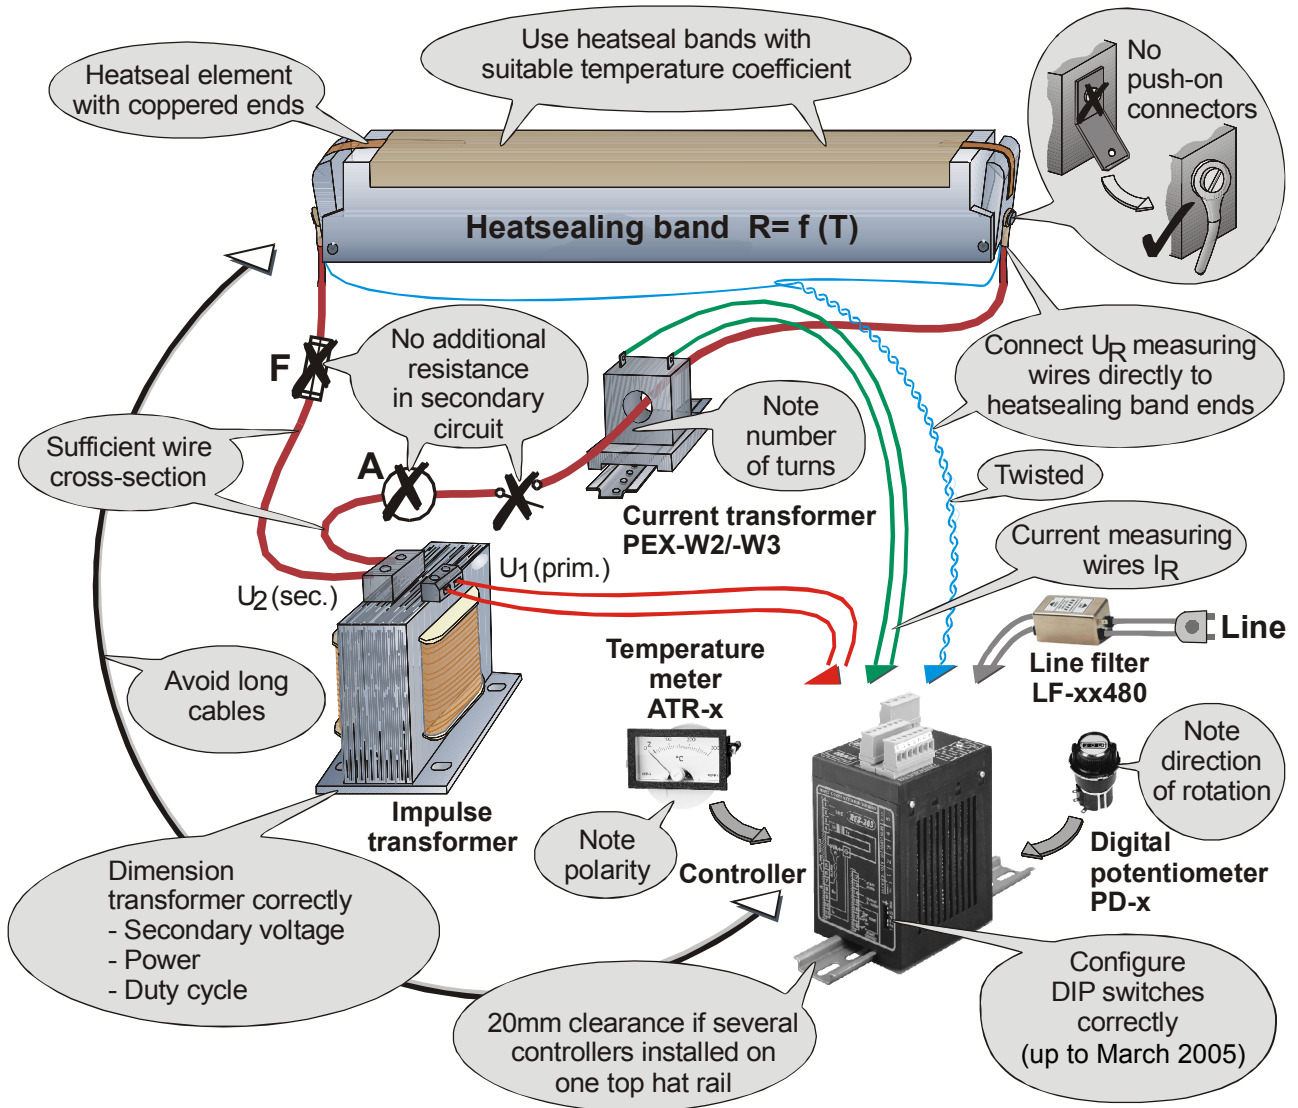 Use heatseal bands with
suitable temperature coefficient
Heatseal element
with coppered ends
No
push-on
connectors
Heatsealing band R= f (T)
No additional
resistance
in secondary
circuit
F
Connect UR measuring
wires directly to
heatsealing band ends
Note
number
of turns
Sufficient wire
cross-section
A
Twisted
Current transformer
PEX-W2/-W3
Current measuring
wires IR
U1 (prim.)
U2 (sec.)
Line
Temperature
meter
ATR-x
Line filter
LF-xx480
Avoid long
cables
Note
direction
of rotation
°C
Impulse
transformer
Note
polarity
Controller
Digital
potentiometer
PD-x
Dimension
transformer correctly
- Secondary voltage
- Power
- Duty cycle
Configure
DIP switches
correctly
(up to March 2005)
20mm clearance if several
controllers installed on
one top hat rail